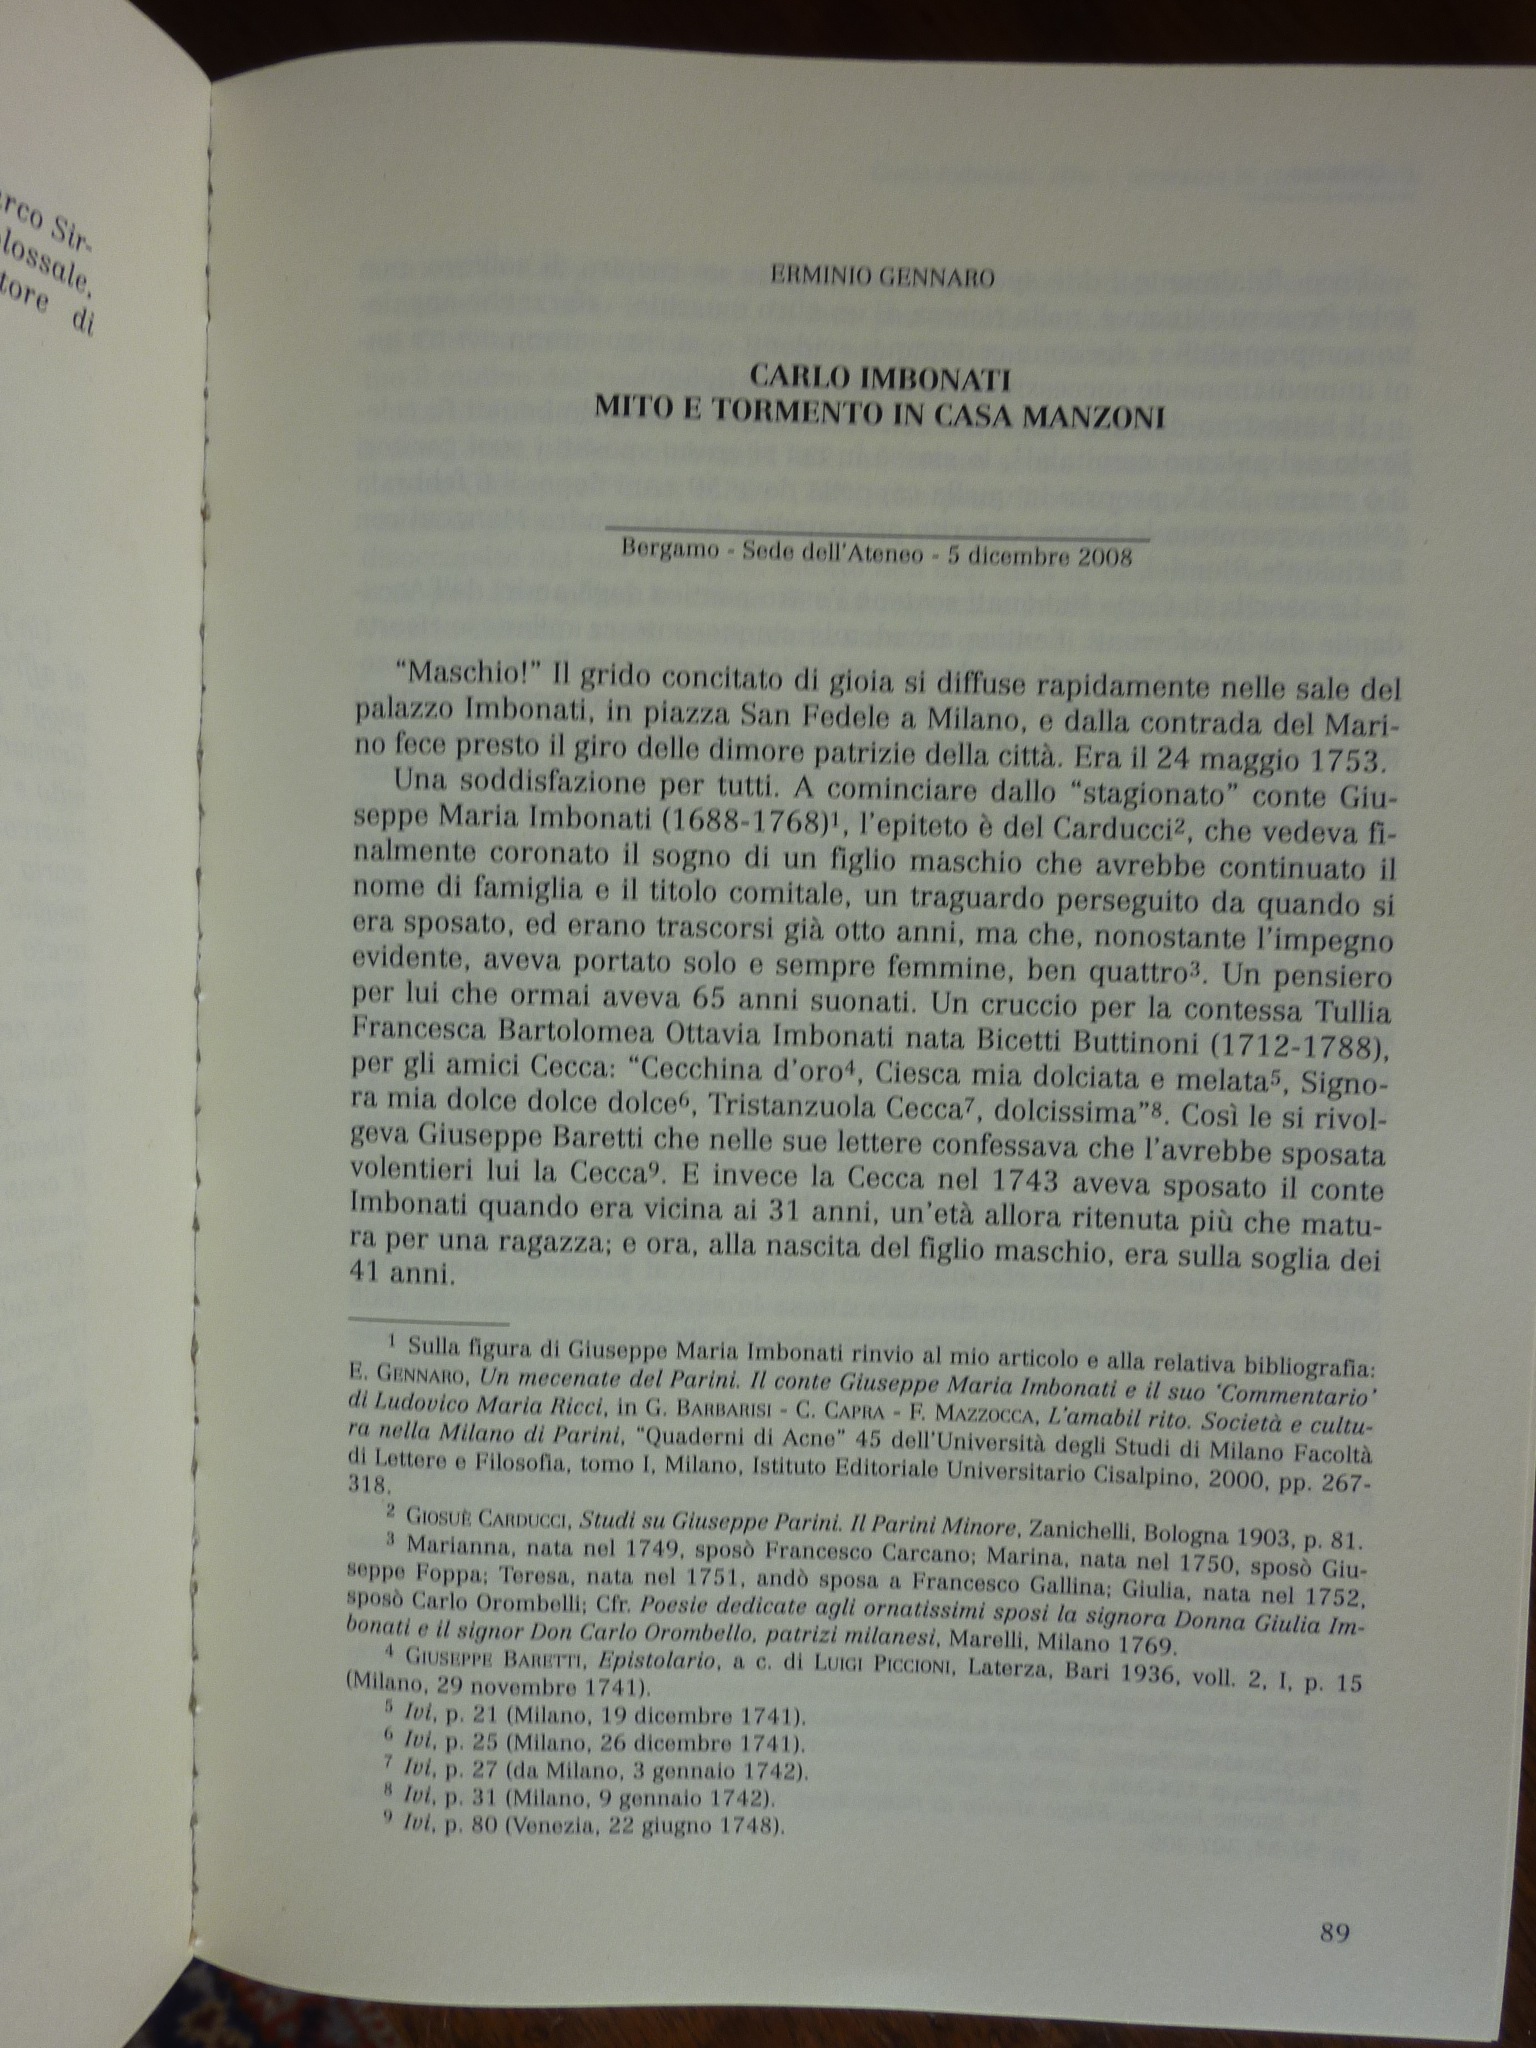 arco Sir-
olossale,
tore di
ERMINIO GENNARO
CARLO IMBONATI
MITO E TORMENTO IN CASA MANZONI
Bergamo - Sede dell'Ateneo - 5 dicembre 2008
“Maschio!” Il grido concitato di gioia si diffuse rapidamente nelle sale del
palazzo Imbonati, in piazza San Fedele a Milano, e dalla contrada del Mari-
no fece presto il giro delle dimore patrizie della città. Era il 24 maggio 1753.
Una soddisfazione per tutti. A cominciare dallo “stagionato” conte Giu-
seppe Maria Imbonati (1688-1768)¹, l'epiteto è del Carducci², che vedeva fi-
nalmente coronato il sogno di un figlio maschio che avrebbe continuato il
nome di famiglia e il titolo comitale, un traguardo perseguito da quando si
era sposato, ed erano trascorsi già otto anni, ma che, nonostante l'impegno
evidente, aveva portato solo e sempre femmine, ben quattro³. Un pensiero
per lui che ormai aveva 65 anni suonati. Un cruccio per la contessa Tullia
Francesca Bartolomea Ottavia Imbonati nata Bicetti Buttinoni (1712-1788),
per gli amici Cecca: “Cecchina d'oro⁴, Ciesca mia dolciata e melata⁵, Signo-
ra mia dolce dolce dolce⁶, Tristanzuola Cecca⁷, dolcissima”⁸. Così le si rivol-
geva Giuseppe Baretti che nelle sue lettere confessava che l'avrebbe sposata
volentieri lui la Cecca⁹. E invece la Cecca nel 1743 aveva sposato il conte
Imbonati quando era vicina ai 31 anni, un'età allora ritenuta più che matu-
ra per una ragazza; e ora, alla nascita del figlio maschio, era sulla soglia dei
41 anni.
¹ Sulla figura di Giuseppe Maria Imbonati rinvio al mio articolo e alla relativa bibliografia:
E. GENNARO, Un mecenate del Parini. Il conte Giuseppe Maria Imbonati e il suo 'Commentario'
di Ludovico Maria Ricci, in G. BARBARISI - C. CAPRA - F. MAZZOCCA, L'amabil rito. Società e cultu-
ra nella Milano di Parini, “Quaderni di Acne” 45 dell'Università degli Studi di Milano Facoltà
di Lettere e Filosofia, tomo I, Milano, Istituto Editoriale Universitario Cisalpino, 2000, pp. 267-
318.
² GIOSUÈ CARDUCCI, Studi su Giuseppe Parini. Il Parini Minore, Zanichelli, Bologna 1903, p. 81.
³ Marianna, nata nel 1749, sposò Francesco Carcano; Marina, nata nel 1750, sposò Giu-
seppe Foppa; Teresa, nata nel 1751, andò sposa a Francesco Gallina; Giulia, nata nel 1752,
sposò Carlo Orombelli; Cfr. Poesie dedicate agli ornatissimi sposi la signora Donna Giulia Im-
bonati e il signor Don Carlo Orombello, patrizi milanesi, Marelli, Milano 1769.
⁴ GIUSEPPE BARETTI, Epistolario, a c. di LUIGI PICCIONI, Laterza, Bari 1936, voll. 2, I, p. 15
(Milano, 29 novembre 1741).
⁵ Ivi, p. 21 (Milano, 19 dicembre 1741).
⁶ Ivi, p. 25 (Milano, 26 dicembre 1741).
⁷ Ivi, p. 27 (da Milano, 3 gennaio 1742).
⁸ Ivi, p. 31 (Milano, 9 gennaio 1742).
⁹ Ivi, p. 80 (Venezia, 22 giugno 1748).
89